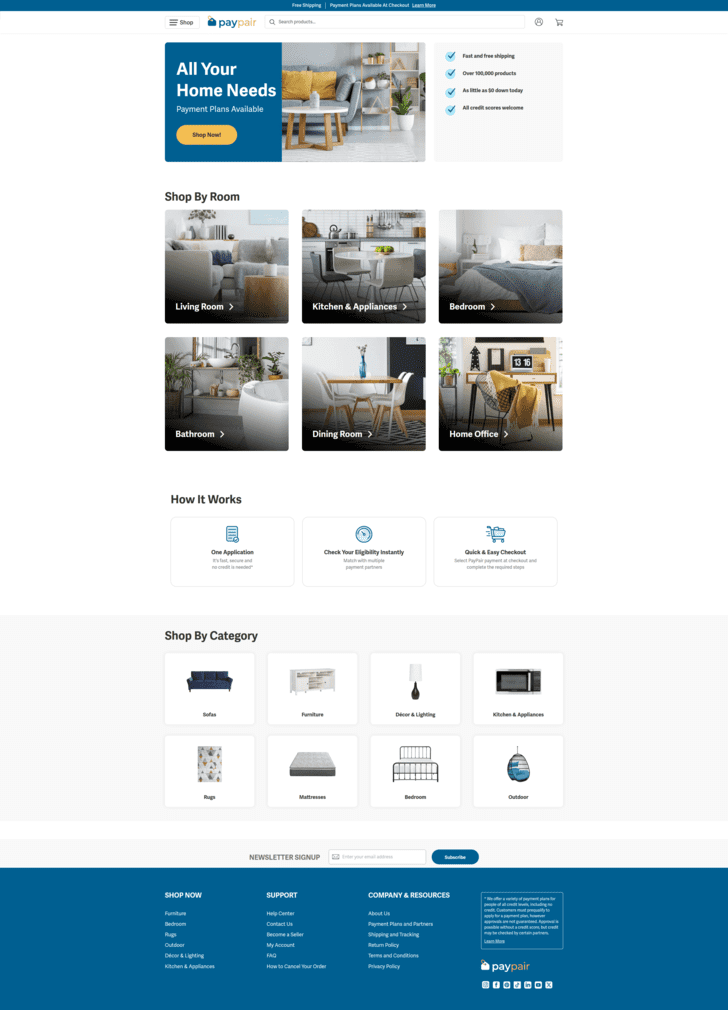 Free Shipping | Payment Plans Available At Checkout Learn More
Shop
paypair
Search products...
All Your
Home Needs
Payment Plans Available
Shop Now!
Fast and free shipping
Over 100,000 products
As little as $0 down today
All credit scores welcome
Shop By Room
Living Room
Kitchen & Appliances
Bedroom
13 16
Bathroom
Dining Room
Home Office
How It Works
One Application
It's fast, secure and
no credit is needed*
Check Your Eligibility Instantly
Match with multiple
payment partners
Quick & Easy Checkout
Select PayPair payment at checkout and
complete the required steps
Shop By Category
Sofas
Furniture
Décor & Lighting
Kitchen & Appliances
Rugs
Mattresses
Bedroom
Outdoor
NEWSLETTER SIGNUP
Enter your email address
Subscribe
SHOP NOW
Furniture
Bedroom
Rugs
Outdoor
Décor & Lighting
Kitchen & Appliances
SUPPORT
Help Center
Contact Us
Become a Seller
My Account
FAQ
How to Cancel Your Order
COMPANY & RESOURCES
About Us
Payment Plans and Partners
Shipping and Tracking
Return Policy
Terms and Conditions
Privacy Policy
* We offer a variety of payment plans for
people of all credit levels, including no
credit. Customers must prequalify to
apply for a payment plan, however
approvals are not guaranteed. Approval is
possible without a credit score, but credit
may be checked by certain partners.
Learn More
paypair